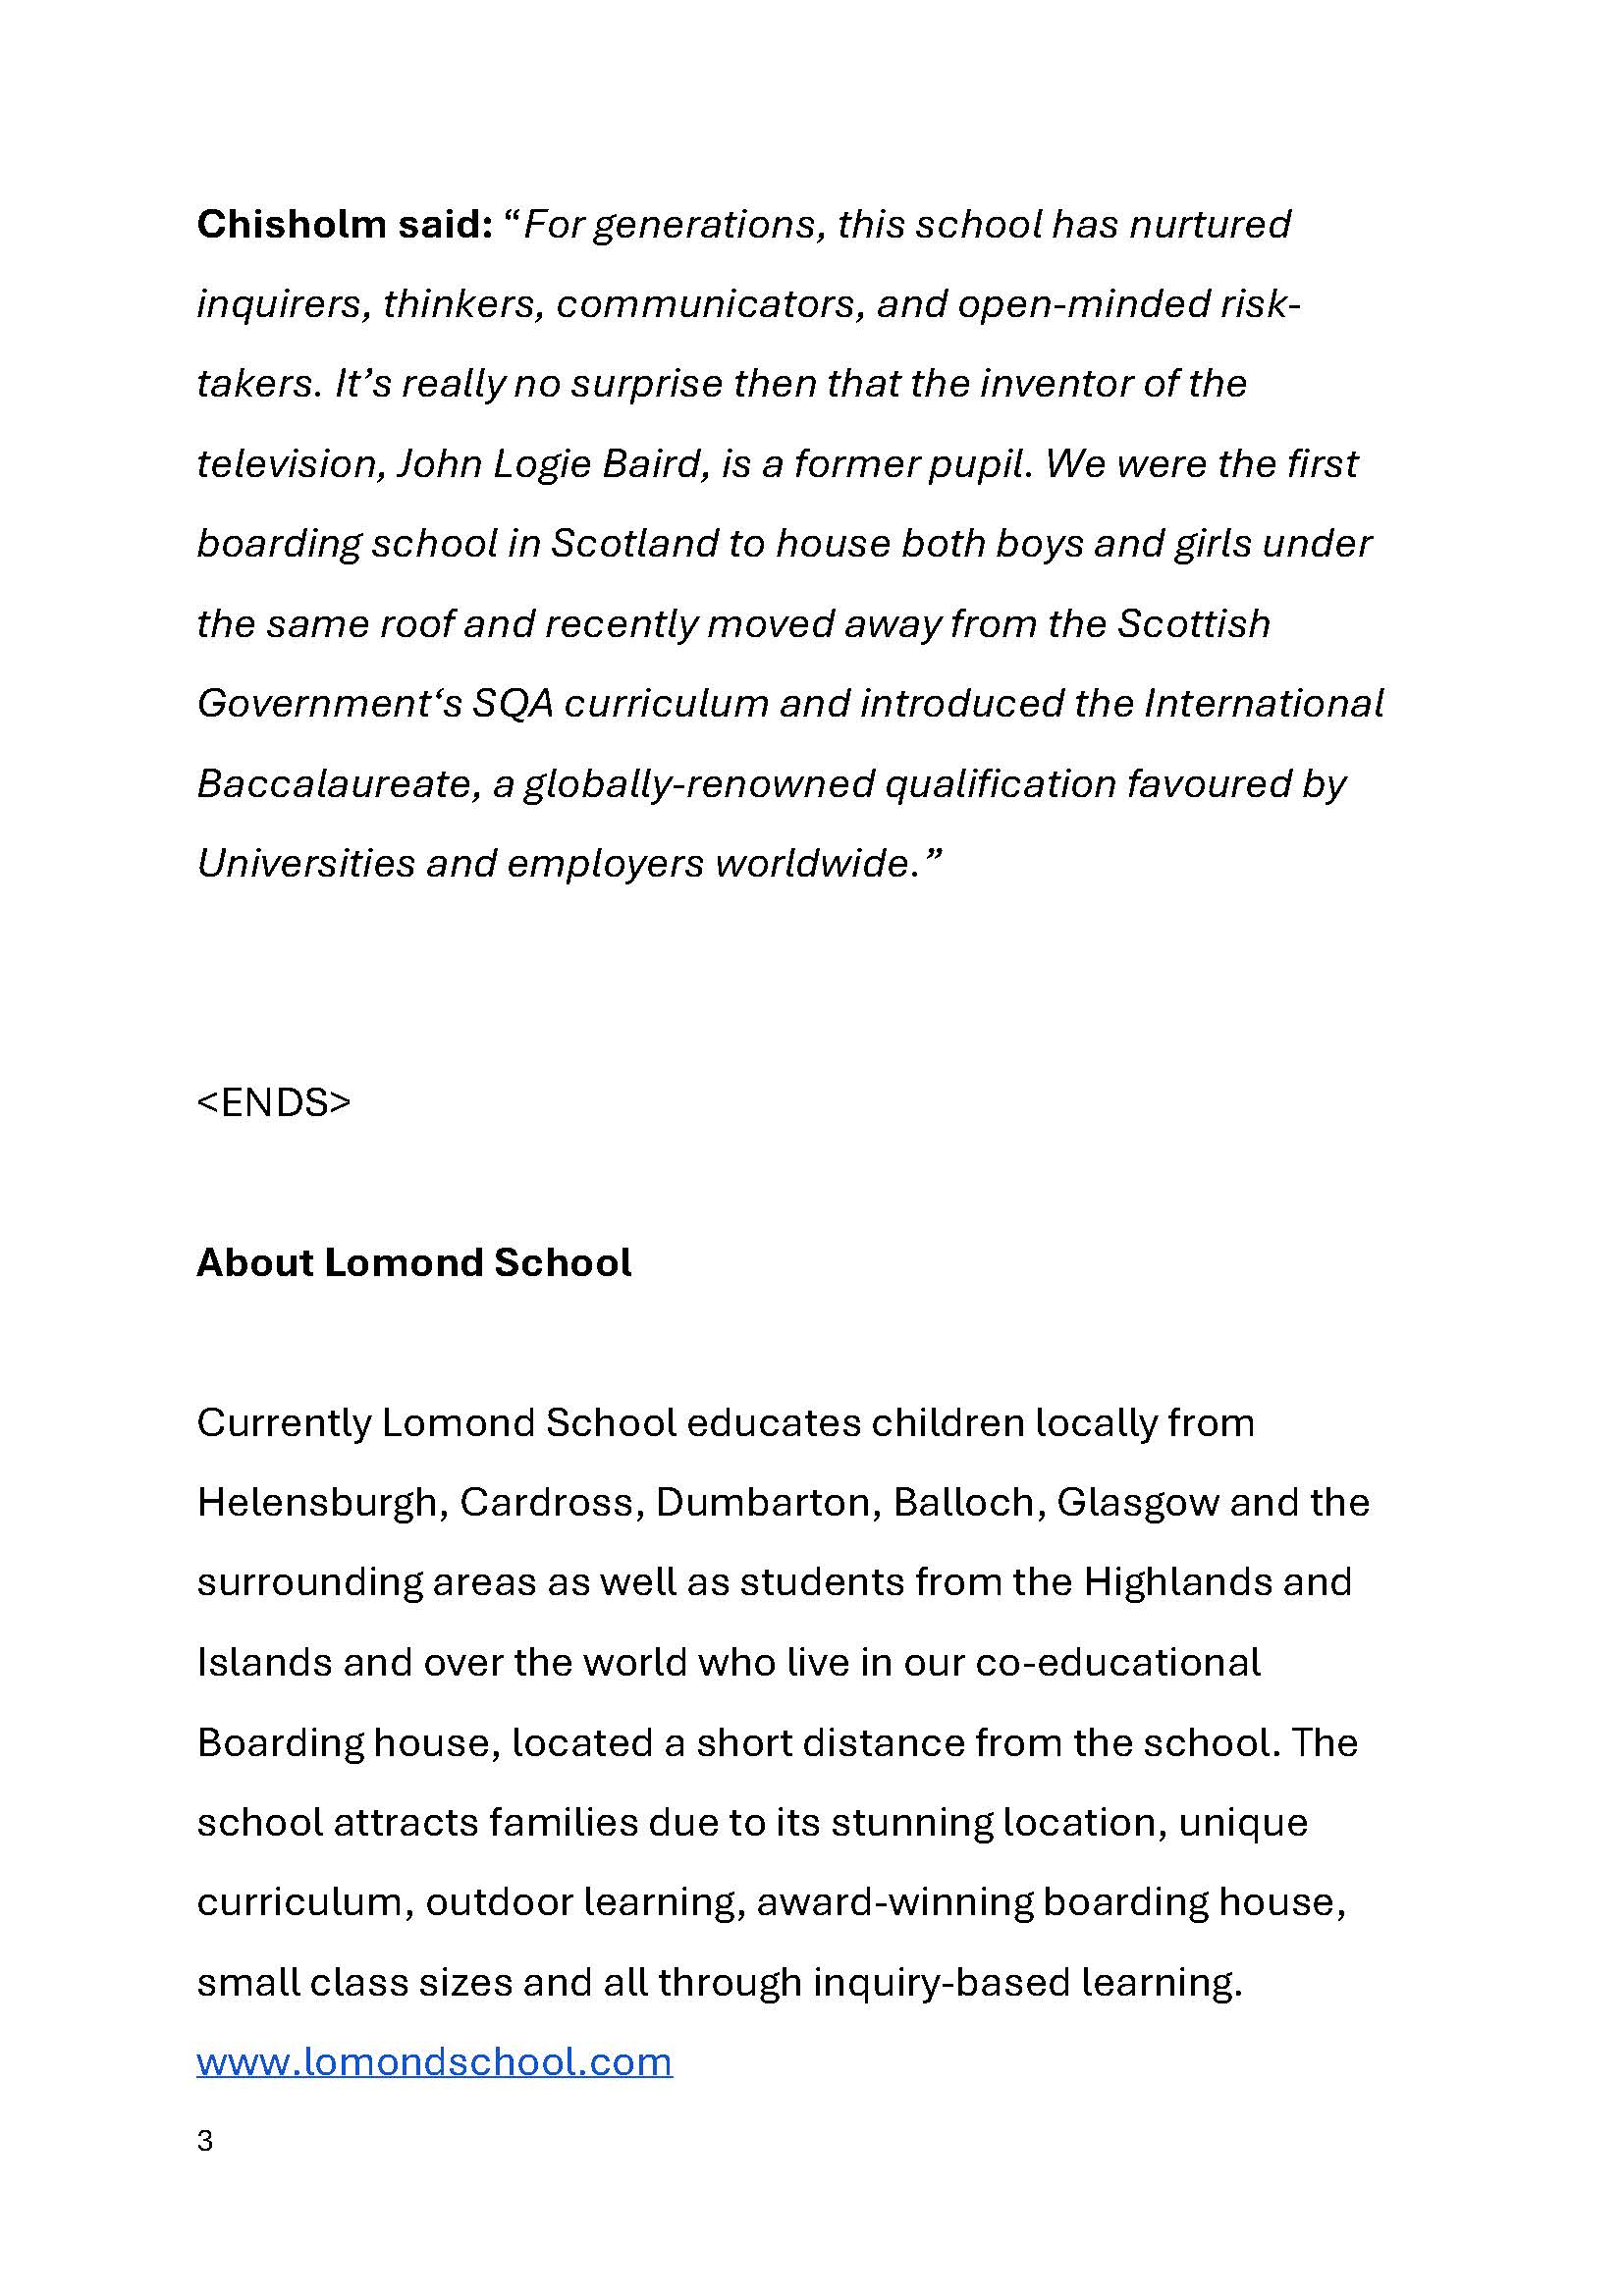 Chisholm said: “For generations, this school has nurtured
inquirers, thinkers, communicators, and open-minded risk-
takers. It’s really no surprise then that the inventor of the
television, John Logie Baird, is a former pupil. We were the first
boarding school in Scotland to house both boys and girls under
the same roof and recently moved away from the Scottish
Government‘s SQA curriculum and introduced the International
Baccalaureate, a globally-renowned qualification favoured by
Universities and employers worldwide.”
<ENDS>
About Lomond School
Currently Lomond School educates children locally from
Helensburgh, Cardross, Dumbarton, Balloch, Glasgow and the
surrounding areas as well as students from the Highlands and
Islands and over the world who live in our co-educational
Boarding house, located a short distance from the school. The
school attracts families due to its stunning location, unique
curriculum, outdoor learning, award-winning boarding house,
small class sizes and all through inquiry-based learning.
www.lomondschool.com
3